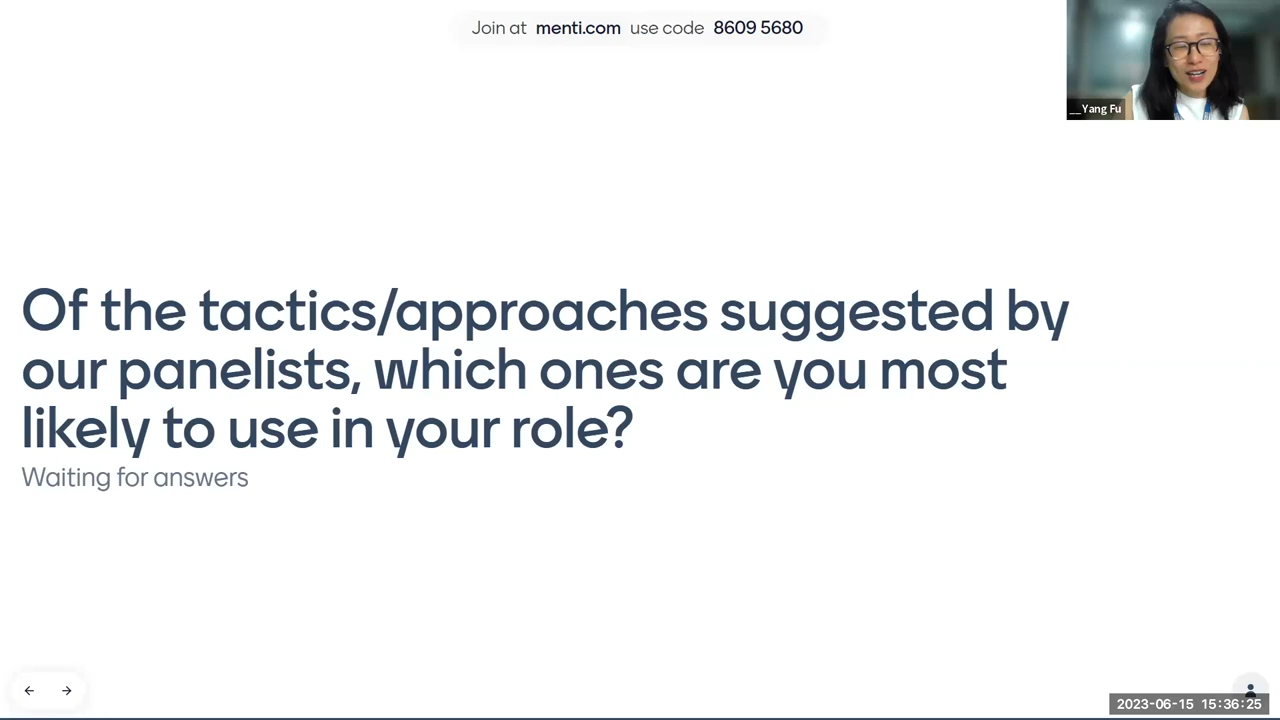 Join at menti.com use code 8609 5680
__Yang Fu
Of the tactics/approaches suggested by
our panelists, which ones are you most
likely to use in your role?
Waiting for answers
2023-06-15 15:36:25